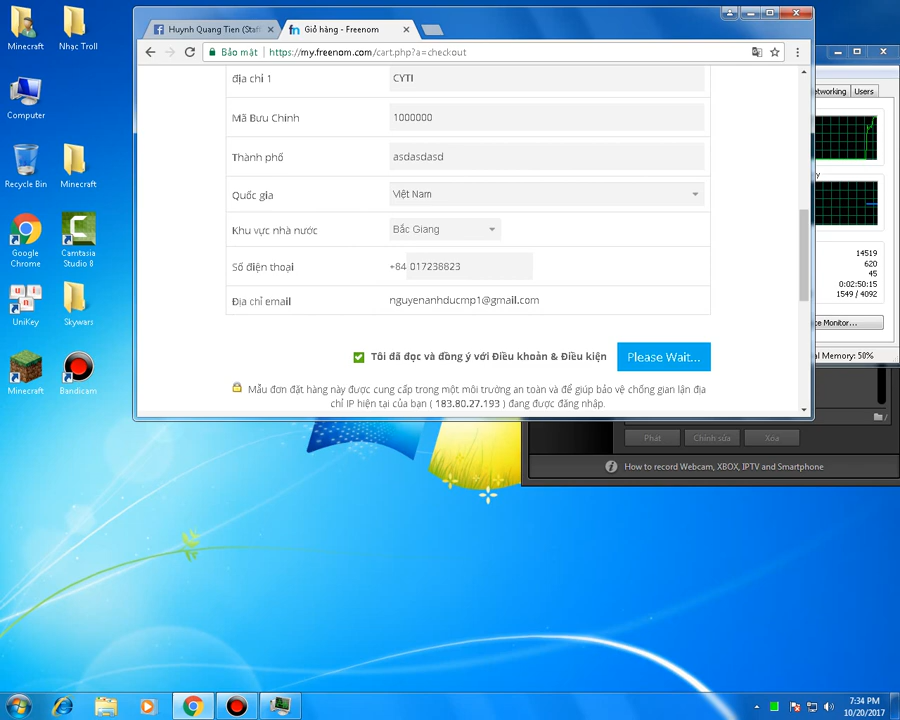 Minecraft
Nhạc Troll
Computer
Recycle Bin
Minecraft
Google Chrome
Camtasia Studio 8
UniKey
Skywars
Minecraft
Bandicam
Huynh Quang Tien (Staff
Giỏ hàng - Freenom
Bảo mật
https://my.freenom.com/cart.php?a=checkout
địa chỉ 1
CYTI
Mã Bưu Chính
1000000
Thành phố
asdasdasd
Quốc gia
Việt Nam
Khu vực nhà nước
Bắc Giang
Số điện thoại
+84 017238823
Địa chỉ email
nguyenanhducmp1@gmail.com
Tôi đã đọc và đồng ý với Điều khoản & Điều kiện
Please Wait...
Mẫu đơn đặt hàng này được cung cấp trong một môi trường an toàn và để giúp bảo vệ chống gian lận địa
chỉ IP hiện tại của bạn ( 183.80.27.193 ) đang được đăng nhập.
etworking
Users
14519
620
45
0:02:50:15
1549 / 4092
ce Monitor...
al Memory: 50%
Phát
Chỉnh sửa
Xóa
How to record Webcam, XBOX, IPTV and Smartphone
7:34 PM
10/20/2017